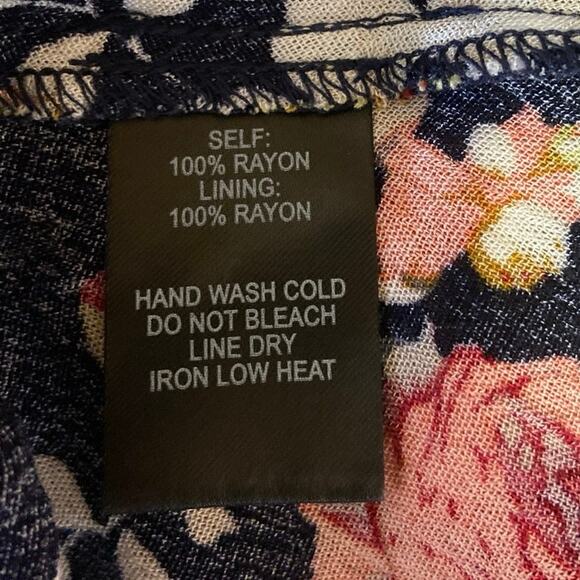 SELF:
100% RAYON
LINING:
100% RAYON
HAND WASH COLD
DO NOT BLEACH
LINE DRY
IRON LOW HEAT